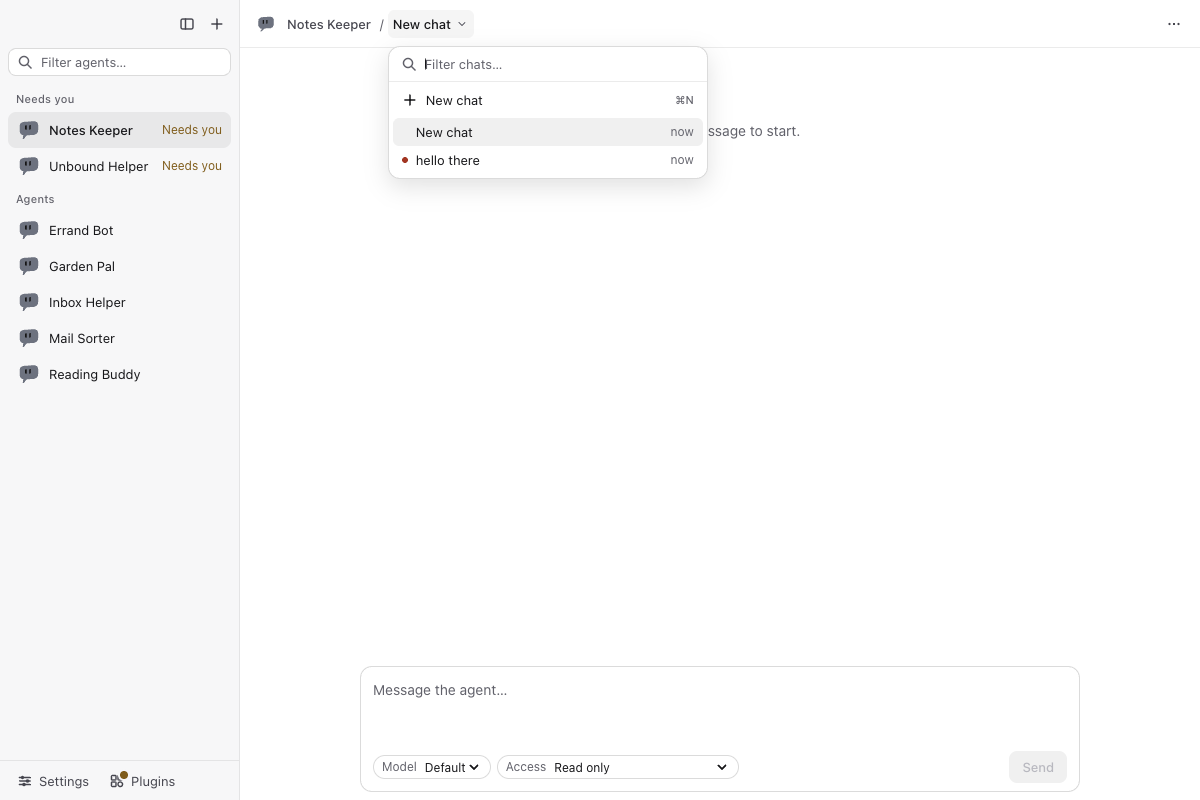 Filter agents...
Needs you
Notes Keeper Needs you
Unbound Helper Needs you
Agents
Errand Bot
Garden Pal
Inbox Helper
Mail Sorter
Reading Buddy
Settings Plugins
Notes Keeper / New chat
Filter chats...
New chat ⌘N
New chat now
hello there now
ssage to start.
Message the agent...
Model Default Access Read only Send